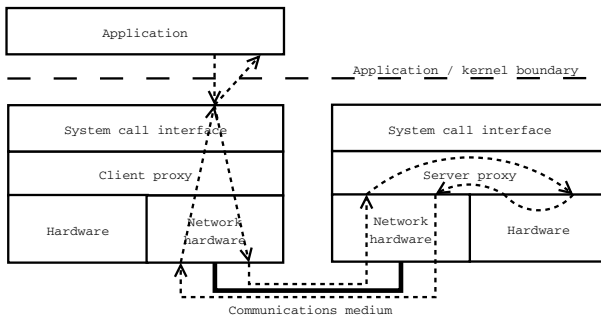 Application
Application / kernel boundary
System call interface
System call interface
Client proxy
Server proxy
Hardware
Network
hardware
Network
hardware
Hardware
Communications medium